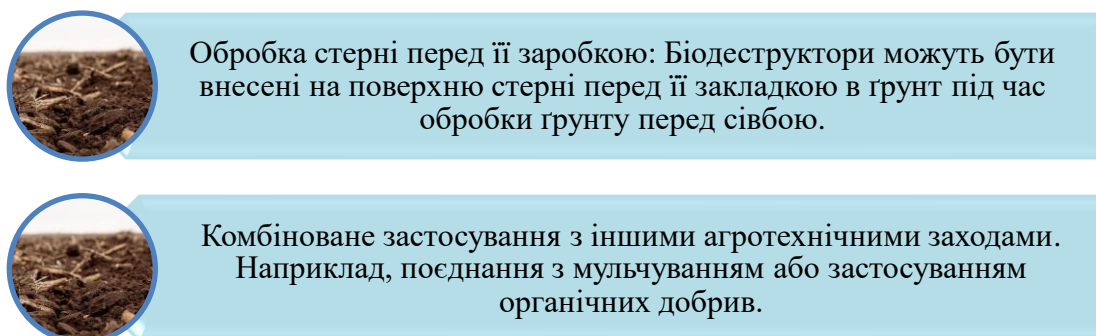 Обробка стерні перед її заробкою: Біодеструктори можуть бути
внесені на поверхню стерні перед її закладкою в ґрунт під час
обробки ґрунту перед сівбою.
Комбіноване застосування з іншими агротехнічними заходами.
Наприклад, поєднання з мульчуванням або застосуванням
органічних добрив.